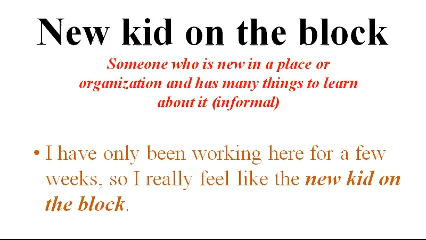 New kid on the block
Someone who is new in a place or
organization and has many things to learn
about it (informal)
• I have only been working here for a few
weeks, so I really feel like the new kid on
the block.